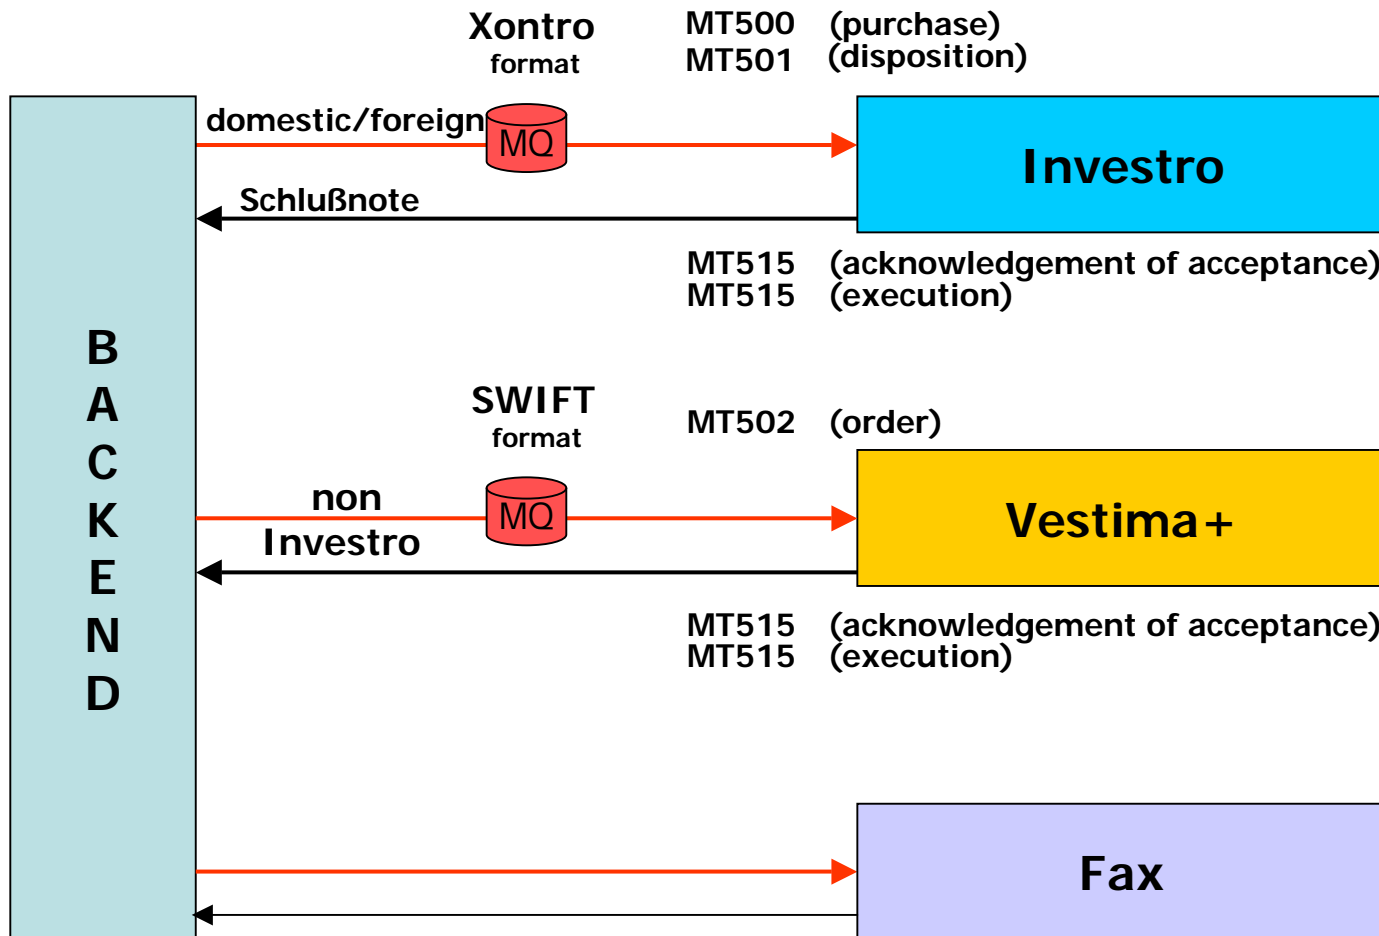 Xontro
format
MT500 (purchase)
MT501 (disposition)
domestic/foreign
MQ
Investro
Schlußnote
MT515 (acknowledgement of acceptance)
MT515 (execution)
BACKEND
SWIFT
format
MT502 (order)
non
Investro
MQ
Vestima+
MT515 (acknowledgement of acceptance)
MT515 (execution)
Fax